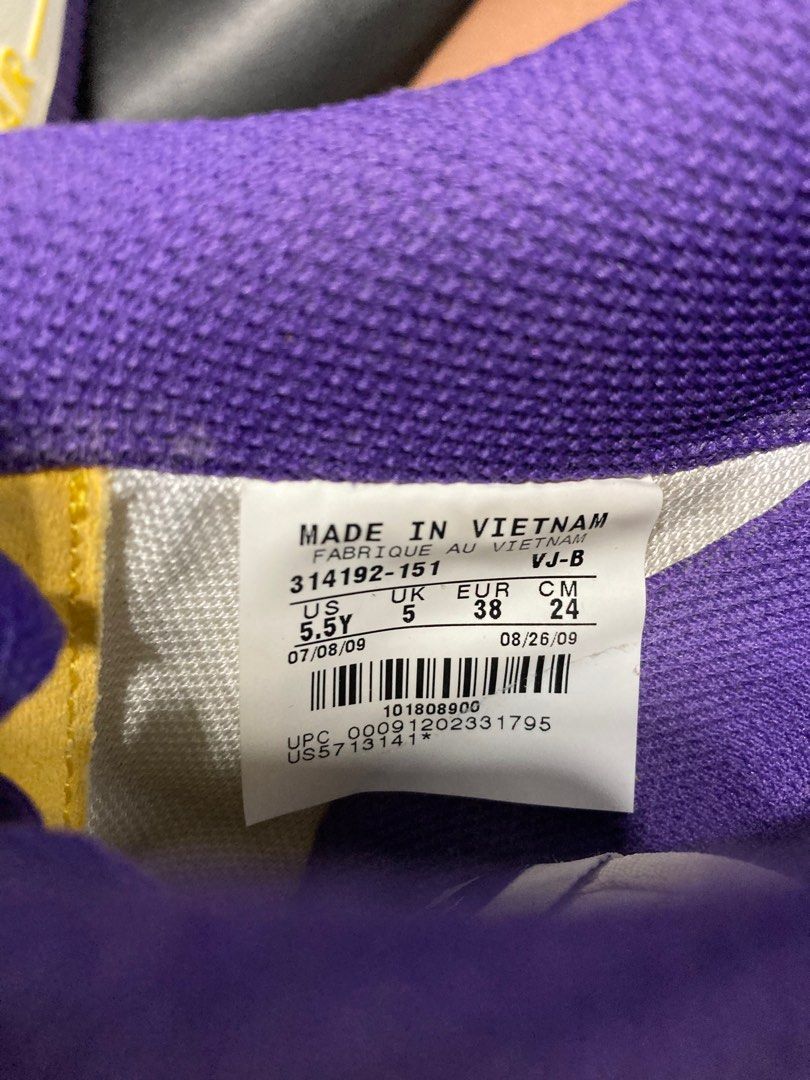 MADE IN VIETNAM
FABRIQUE AU VIETNAM
314192-151 VJ-B
US UK EUR CM
5.5Y 5 38 24
07/08/09 08/26/09
101808900
UPC 00091202331795
US5713141*